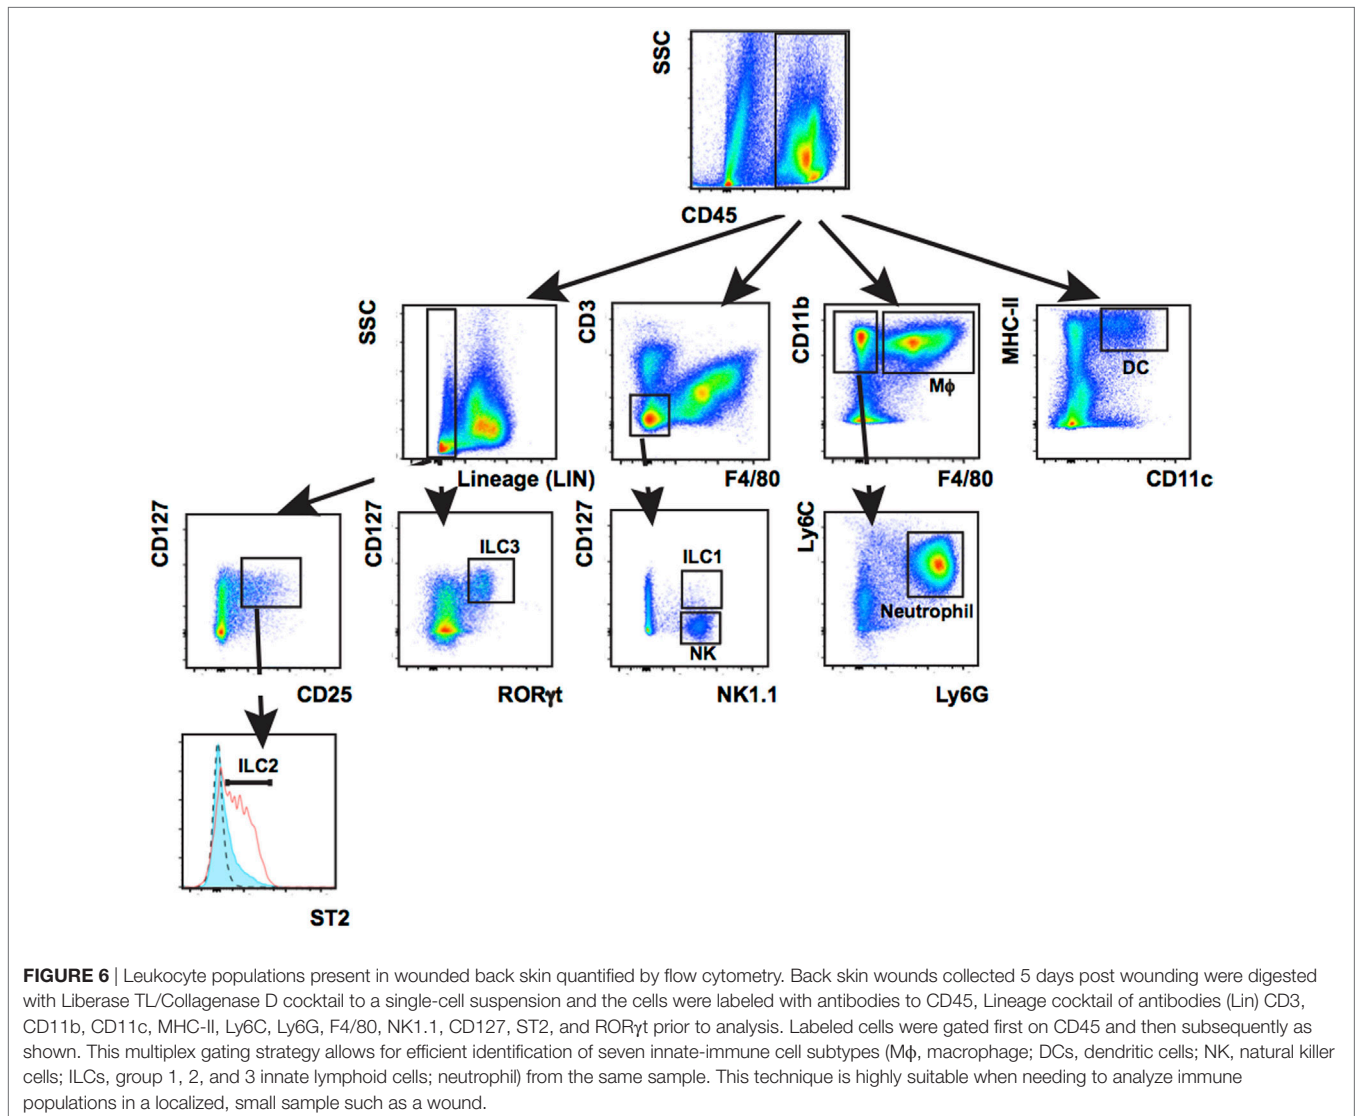 SSC
CD45
SSC
CD3
CD11b
MHC-II
DC
Mϕ
Lineage (LIN)
F4/80
F4/80
CD11c
CD127
CD127
CD127
Ly6C
ILC3
ILC1
NK
Neutrophil
CD25
RORγt
NK1.1
Ly6G
ILC2
ST2
FIGURE 6 | Leukocyte populations present in wounded back skin quantified by flow cytometry. Back skin wounds collected 5 days post wounding were digested
with Liberase TL/Collagenase D cocktail to a single-cell suspension and the cells were labeled with antibodies to CD45, Lineage cocktail of antibodies (Lin) CD3,
CD11b, CD11c, MHC-II, Ly6C, Ly6G, F4/80, NK1.1, CD127, ST2, and RORγt prior to analysis. Labeled cells were gated first on CD45 and then subsequently as
shown. This multiplex gating strategy allows for efficient identification of seven innate-immune cell subtypes (Mϕ, macrophage; DCs, dendritic cells; NK, natural killer
cells; ILCs, group 1, 2, and 3 innate lymphoid cells; neutrophil) from the same sample. This technique is highly suitable when needing to analyze immune
populations in a localized, small sample such as a wound.